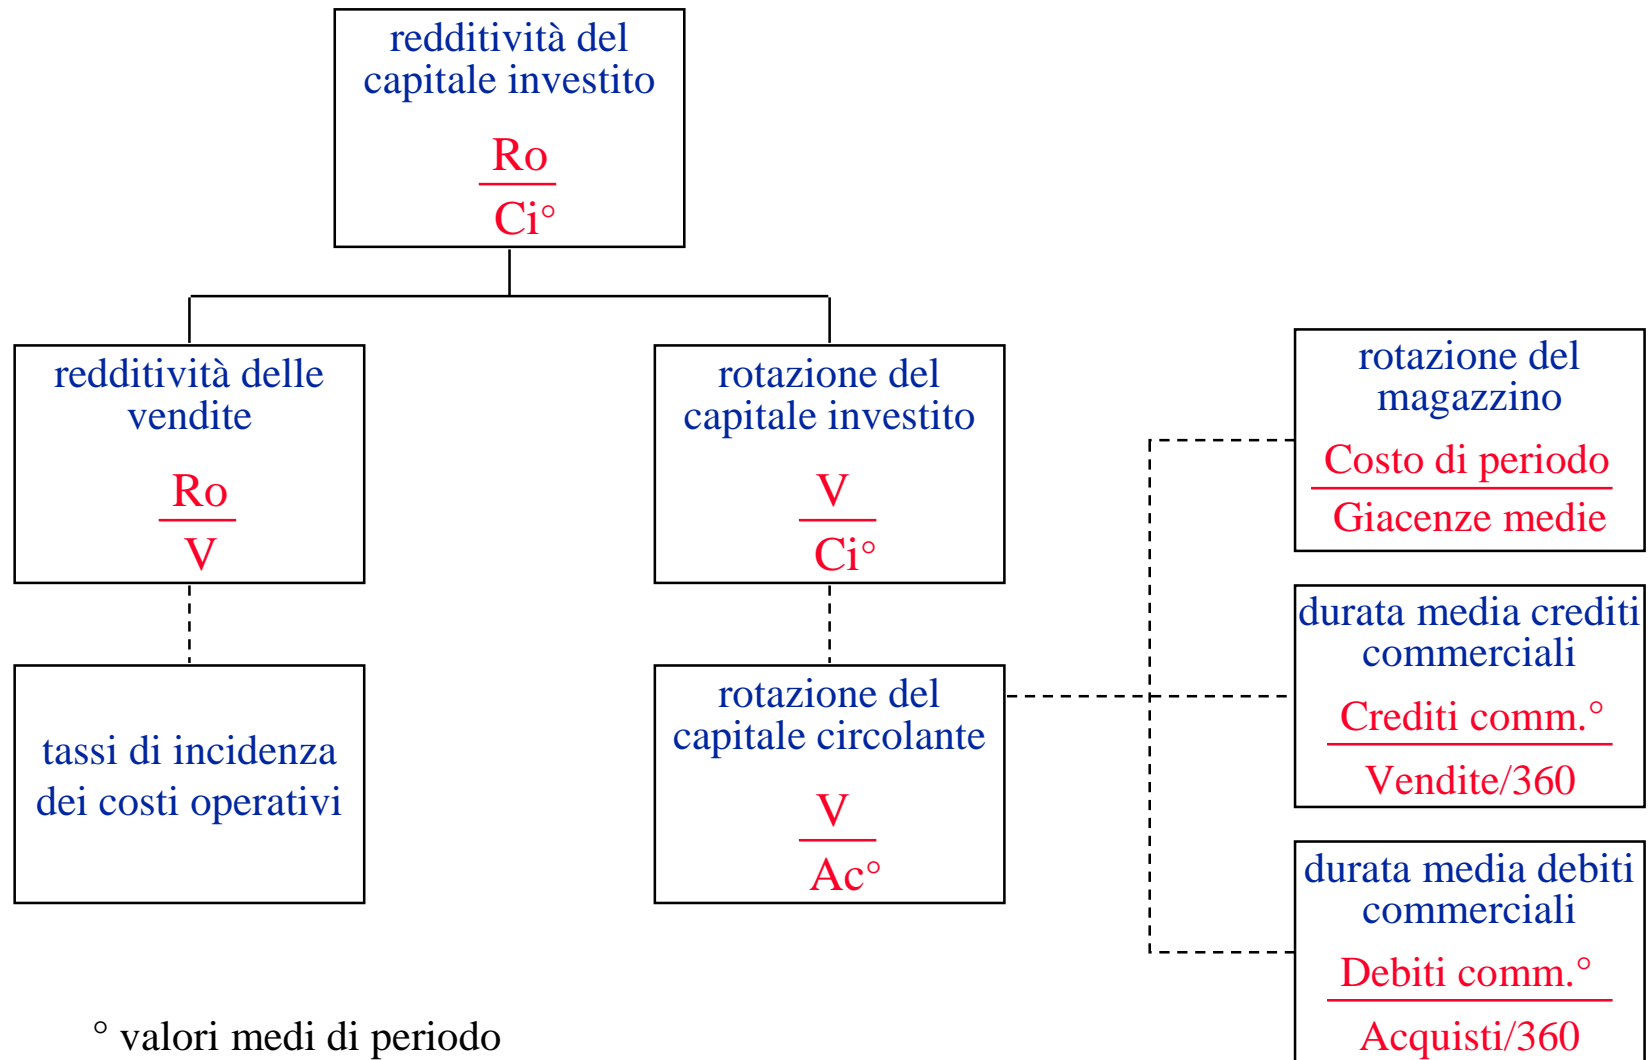 redditività del
capitale investito
Ro
Ci°
redditività delle
vendite
Ro
V
rotazione del
capitale investito
V
Ci°
rotazione del
magazzino
Costo di periodo
Giacenze medie
tassi di incidenza
dei costi operativi
rotazione del
capitale circolante
V
Ac°
durata media crediti
commerciali
Crediti comm.°
Vendite/360
durata media debiti
commerciali
Debiti comm.°
Acquisti/360
° valori medi di periodo